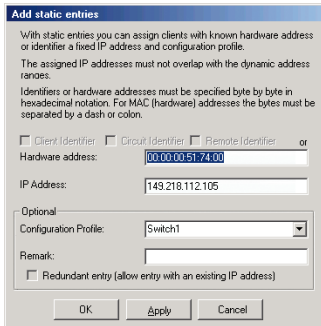 Add static entries
With static entries you can assign clients with known hardware address
or identifier a fixed IP address and configuration profile.
The assigned IP addresses must not overlap with the dynamic address
ranges.
Identifiers or hardware addresses must be specified byte by byte in
hexadecimal notation. For MAC (hardware) addresses the bytes must be
separated by a dash or colon.
Client Identifier Circuit Identifier Remote Identifier or
Hardware address: 00:00:00:51:74:00
IP Address: 149.218.112.105
Optional
Configuration Profile: Switch1
Remark:
Redundant entry (allow entry with an existing IP address)
OK Apply Cancel